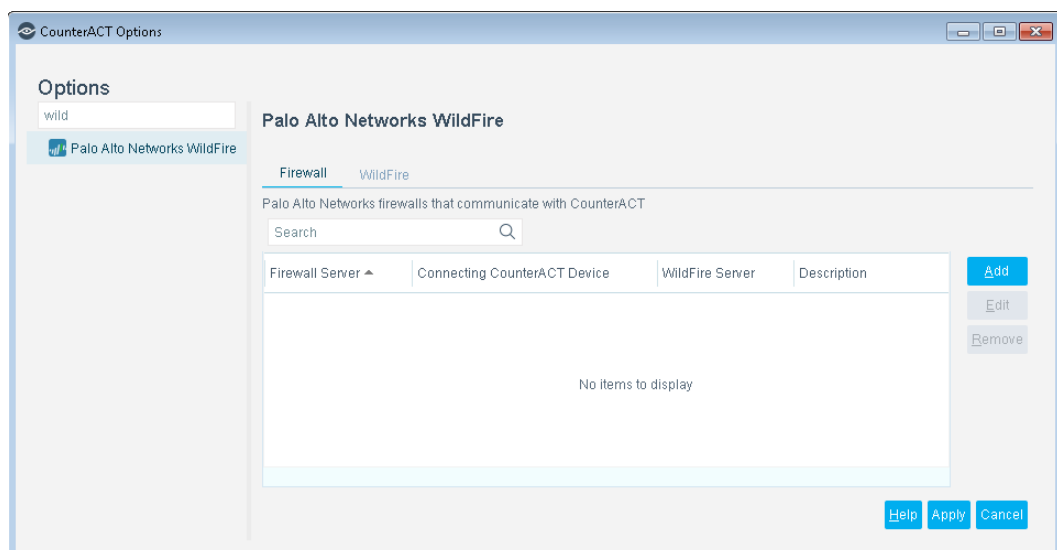 CounterACT Options
Options
wild
Palo Alto Networks WildFire
Palo Alto Networks WildFire
Firewall WildFire
Palo Alto Networks firewalls that communicate with CounterACT
Search
Firewall Server Connecting CounterACT Device WildFire Server Description
Add
Edit
Remove
No items to display
Help Apply Cancel